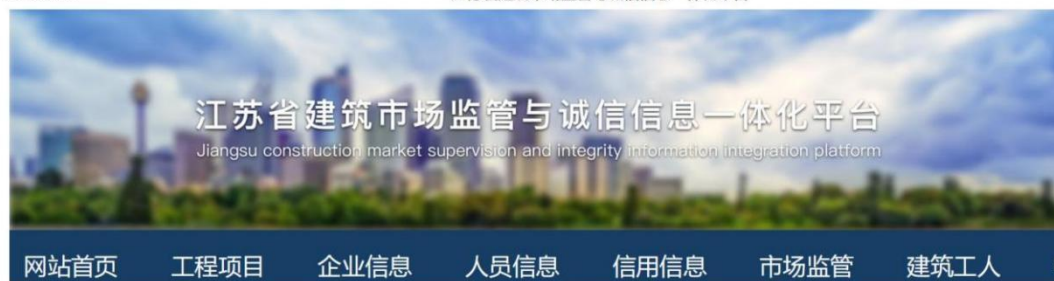 江苏省建筑市场监管与诚信信息一体化平台
Jiangsu construction market supervision and integrity information integration platform
网站首页 工程项目 企业信息 人员信息 信用信息 市场监管 建筑工人